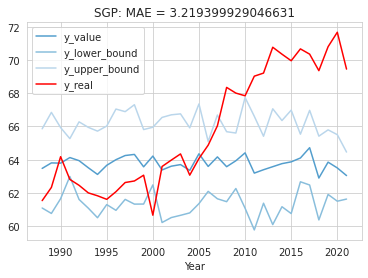 SGP: MAE = 3.219399929046631
y_value
y_lower_bound
y_upper_bound
y_real
72
70
68
66
64
62
60
1990 1995 2000 2005 2010 2015 2020
Year